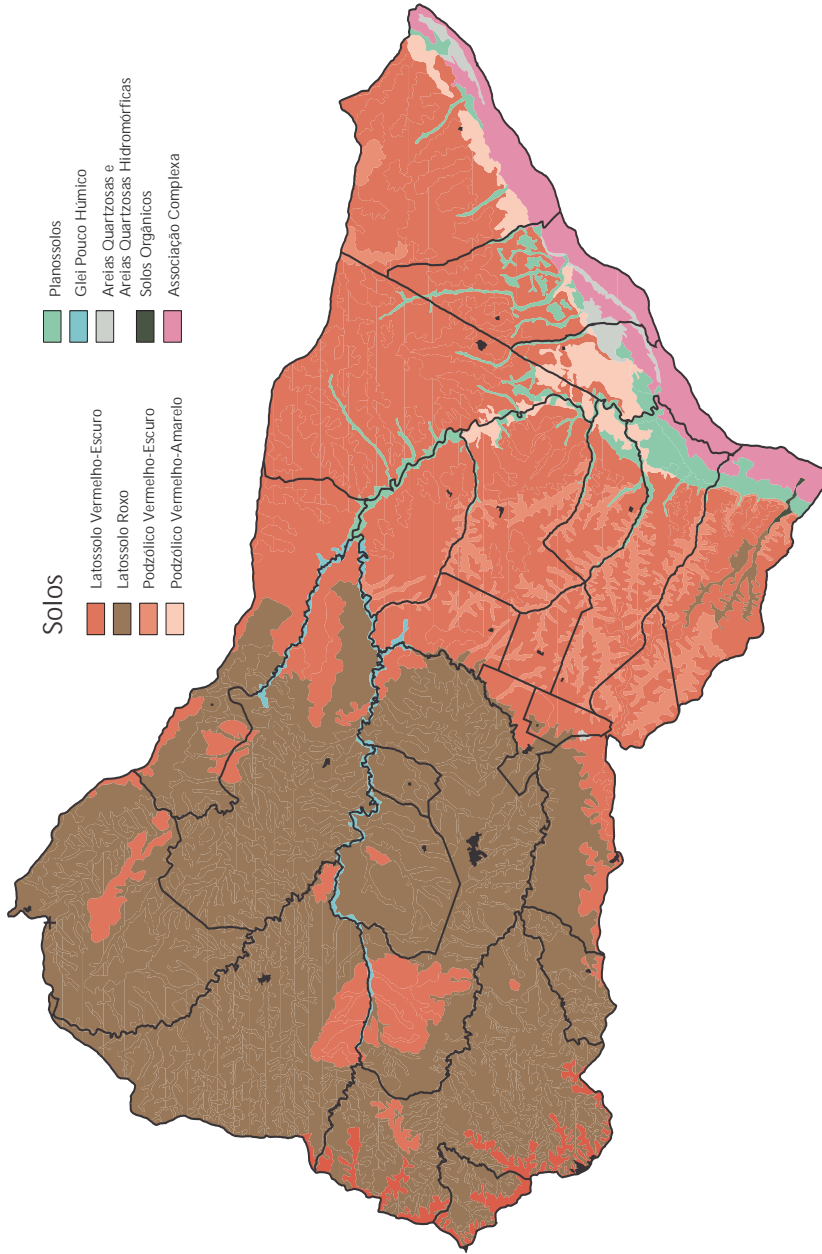 Solos
Latossolo Vermelho-Escuro
Latossolo Roxo
Podzólico Vermelho-Escuro
Podzólico Vermelho-Amarelo
Planossolos
Glei Pouco Húmico
Areias Quartzosas e
Areias Quartzosas Hidromórficas
Solos Orgânicos
Associação Complexa